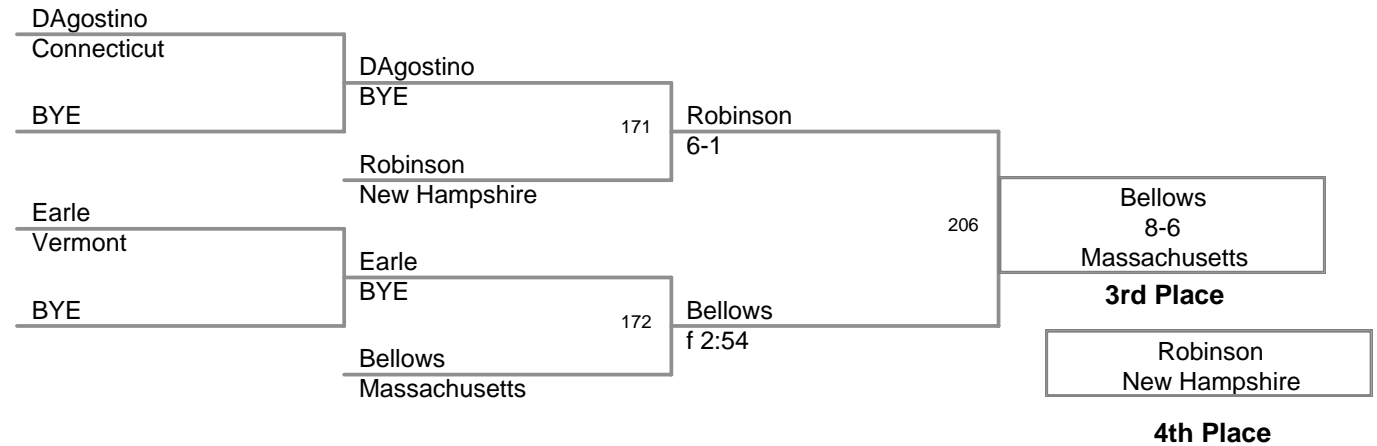 DAgostino
Connecticut
BYE
DAgostino
BYE
171
Robinson
New Hampshire
Robinson
6-1
Earle
Vermont
BYE
Earle
BYE
172
Bellows
Massachusetts
Bellows
f 2:54
206
Bellows
8-6
Massachusetts
3rd Place
Robinson
New Hampshire
4th Place